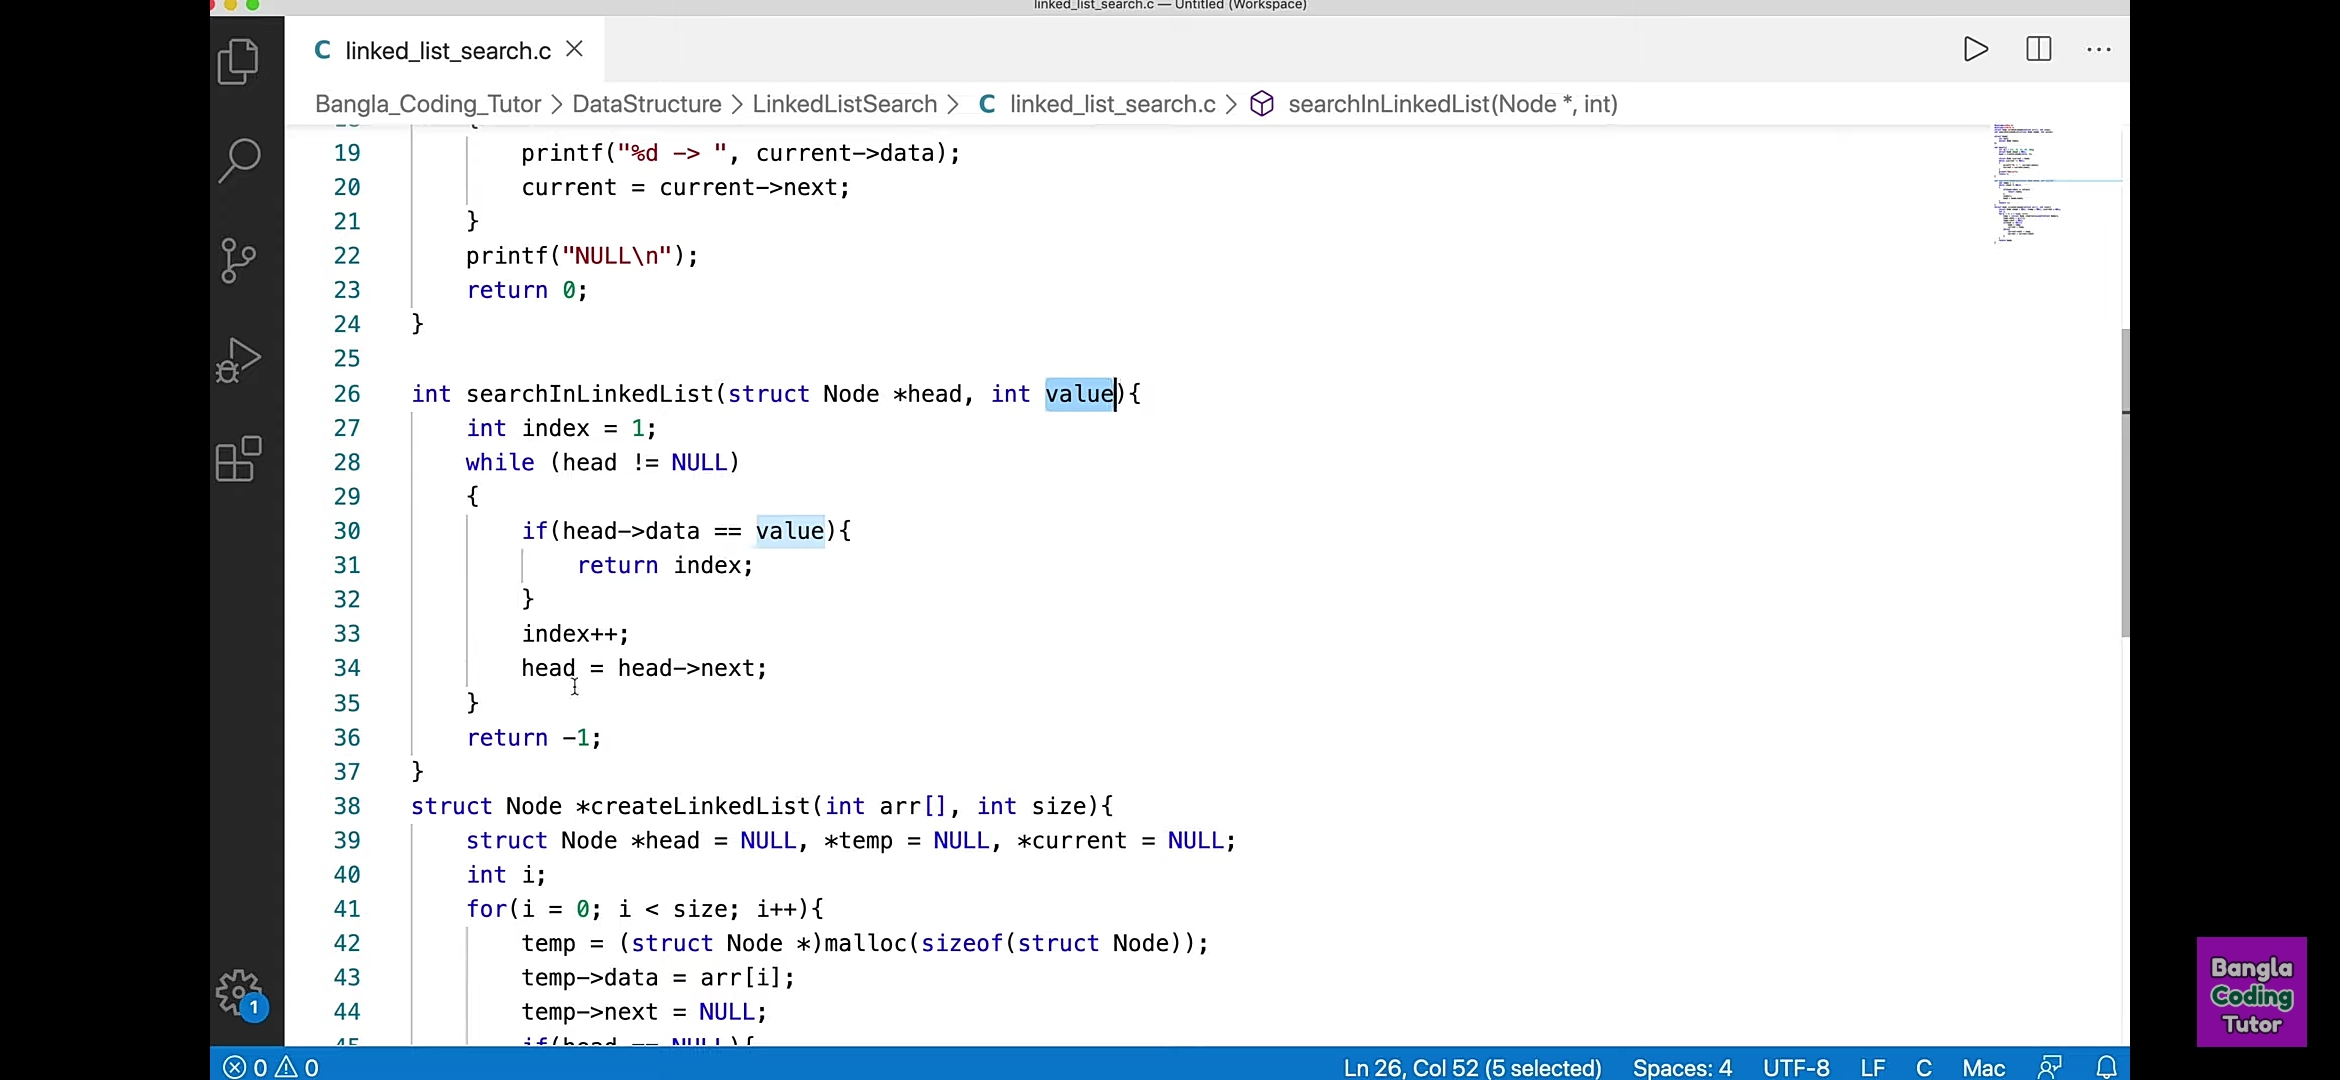 linked_list_search.c — Untitled (Workspace)
C linked_list_search.c
Bangla_Coding_Tutor > DataStructure > LinkedListSearch > C linked_list_search.c > searchInLinkedList(Node *, int)
19 printf("%d -> ", current->data);
20 current = current->next;
21 }
22 printf("NULL\n");
23 return 0;
24 }
25
26 int searchInLinkedList(struct Node *head, int value){
27 int index = 1;
28 while (head != NULL)
29 {
30 if(head->data == value){
31 return index;
32 }
33 index++;
34 head = head->next;
35 }
36 return -1;
37 }
38 struct Node *createLinkedList(int arr[], int size){
39 struct Node *head = NULL, *temp = NULL, *current = NULL;
40 int i;
41 for(i = 0; i < size; i++){
42 temp = (struct Node *)malloc(sizeof(struct Node));
43 temp->data = arr[i];
44 temp->next = NULL;
45 if(head == NULL){
1
0 0 Ln 26, Col 52 (5 selected) Spaces: 4 UTF-8 LF C Mac
Bangla
Coding
Tutor